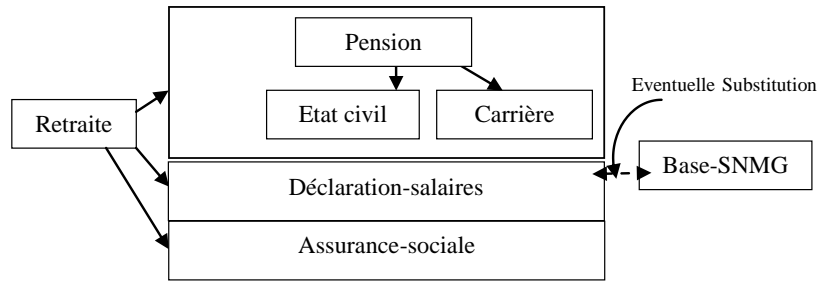 Pension
Etat civil
Carrière
Eventuelle Substitution
Retraite
Déclaration-salaires
Base-SNMG
Assurance-sociale